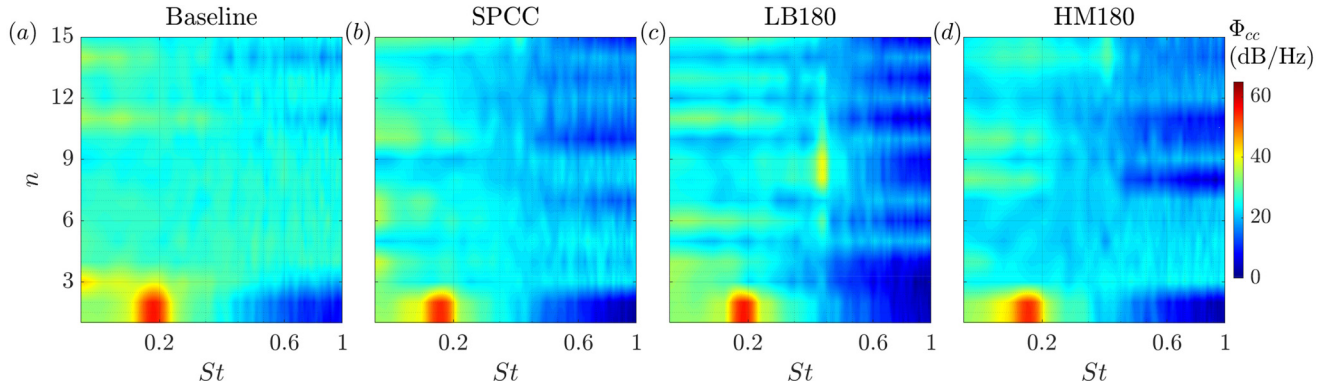 Baseline SPCC LB180 HM180
(a) (b) (c) (d) Φcc
(dB/Hz)
15
12
9
6
3
n
60
40
20
0
0.2 0.6 1 0.2 0.6 1 0.2 0.6 1 0.2 0.6 1
St St St St